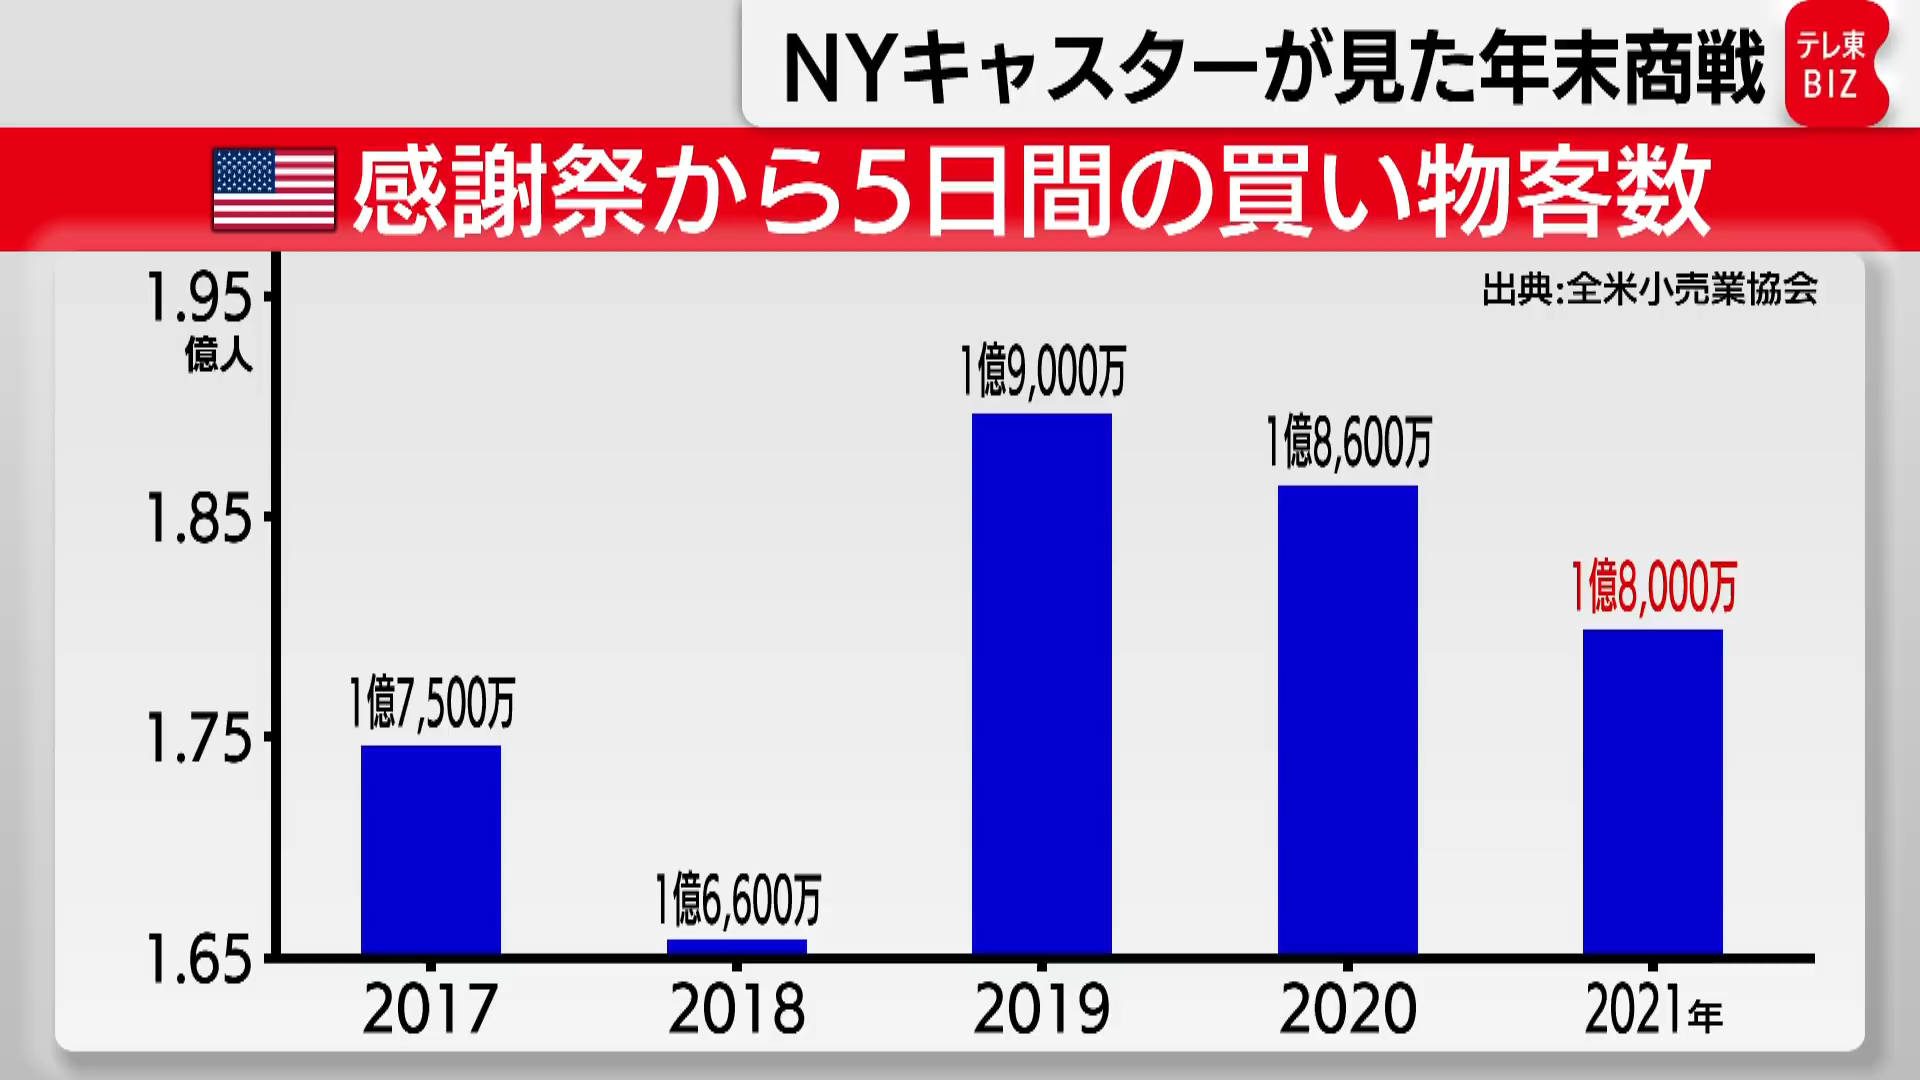 NYキャスターが見た年末商戦
テレ東
BIZ
感謝祭から5日間の買い物客数
出典:全米小売業協会
1.95
億人
1.85
1.75
1.65
1億7,500万
1億6,600万
1億9,000万
1億8,600万
1億8,000万
2017
2018
2019
2020
2021年